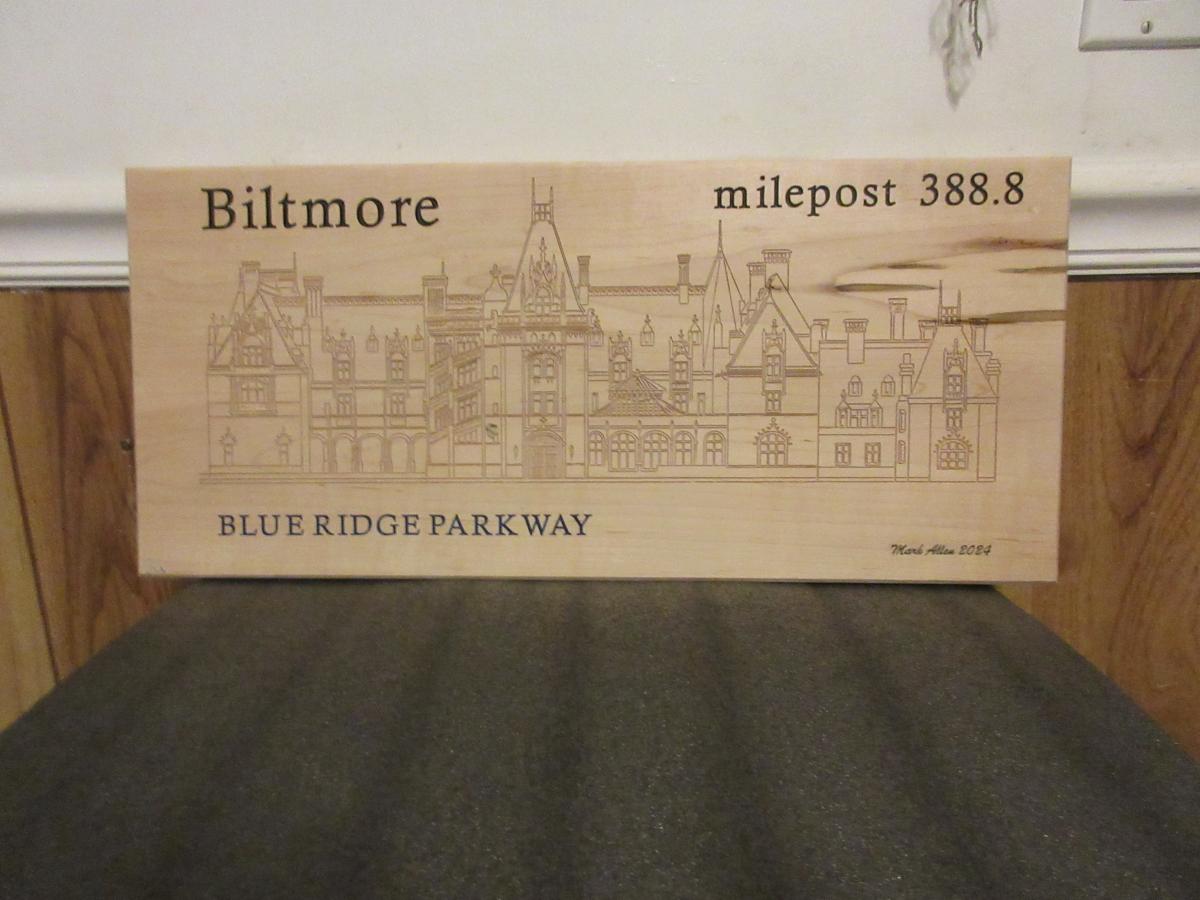 Biltmore
milepost 388.8
BLUE RIDGE PARKWAY
Mark Allen 2024